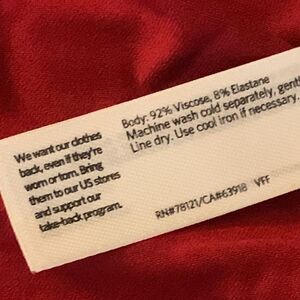 We want our clothes
back, even if they're
worn or torn. Bring
them to our US stores
and support our
take-back program.
Body: 92% Viscose, 8% Elastane
Machine wash cold separately, gentl
Line dry. Use cool iron if necessary.
RN#78121/CA#63918 VFF